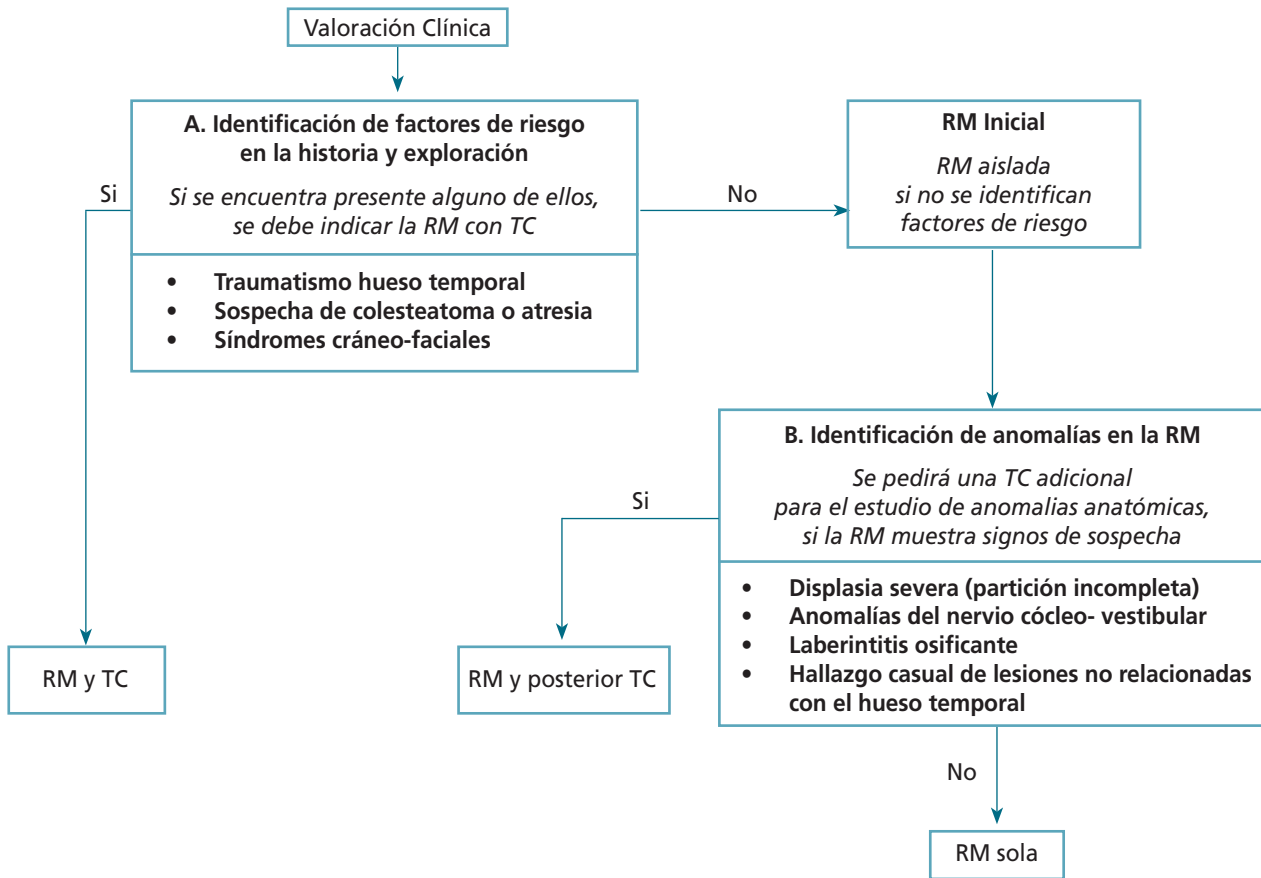 Valoración Clínica
A. Identificación de factores de riesgo
en la historia y exploración
Si se encuentra presente alguno de ellos,
se debe indicar la RM con TC
• Traumatismo hueso temporal
• Sospecha de colesteatoma o atresia
• Síndromes cráneo-faciales
Si
No
RM Inicial
RM aislada
si no se identifican
factores de riesgo
B. Identificación de anomalías en la RM
Se pedirá una TC adicional
para el estudio de anomalias anatómicas,
si la RM muestra signos de sospecha
• Displasia severa (partición incompleta)
• Anomalías del nervio cócleo- vestibular
• Laberintitis osificante
• Hallazgo casual de lesiones no relacionadas
con el hueso temporal
Si
No
RM y TC
RM y posterior TC
RM sola